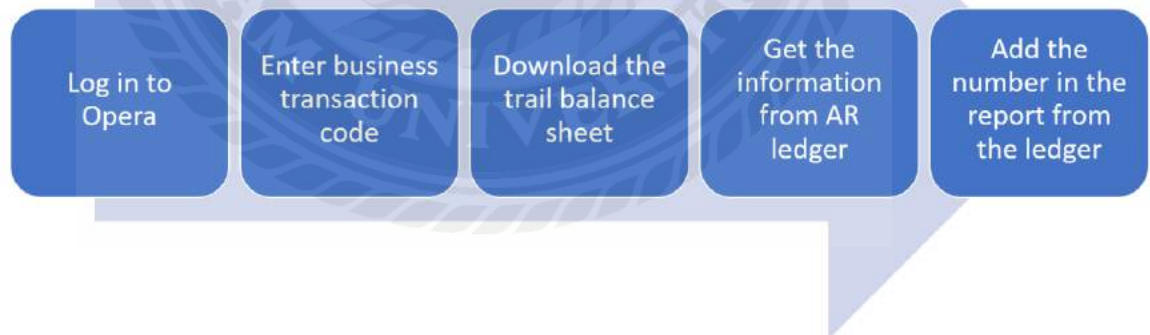 Log in to
Opera
Enter business
transaction
code
Download the
trail balance
sheet
Get the
information
from AR
ledger
Add the
number in the
report from
the ledger